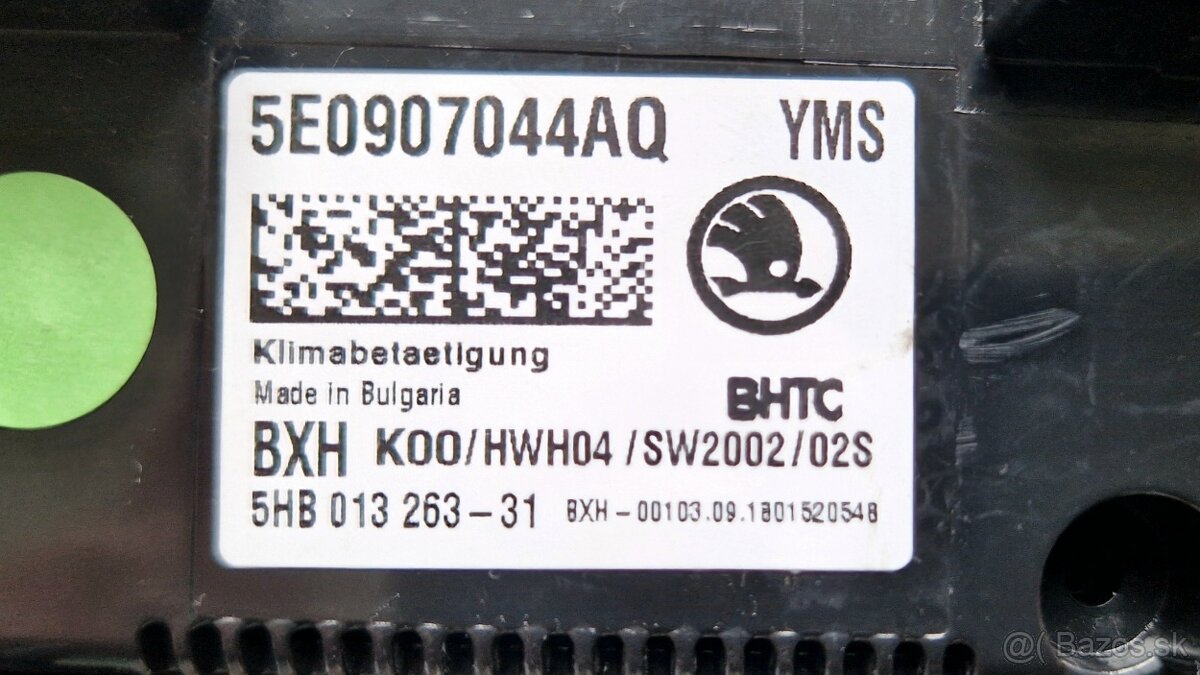 5E0907044AQ YMS
Klimabetaetigung
Made in Bulgaria
BHTC
BXH K00/HWH04 /SW2002/02S
5HB 013 263-31 BXH-00103.09.1801520548
@( Bazos.sk